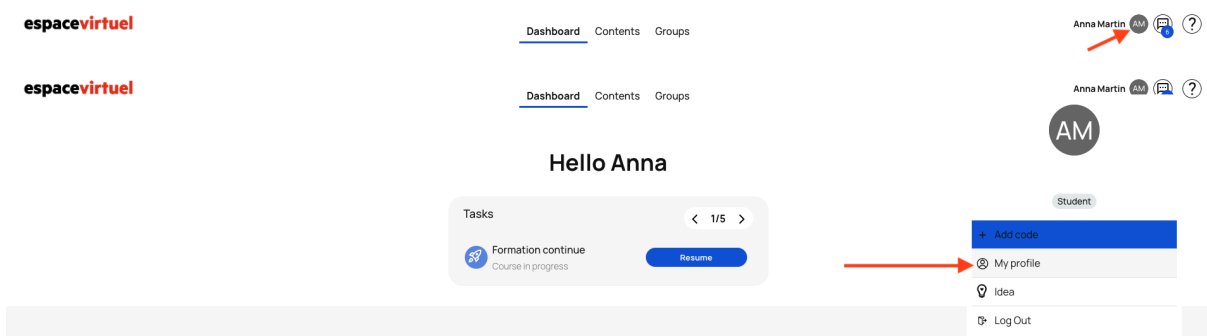 espacevirtuel
Dashboard Contents Groups
Anna Martin AM 6 ?
espacevirtuel
Dashboard Contents Groups
Anna Martin AM ?
AM
Hello Anna
Student
Tasks
< 1/5 >
Formation continue
Course in progress
Resume
+ Add code
My profile
Idea
Log Out